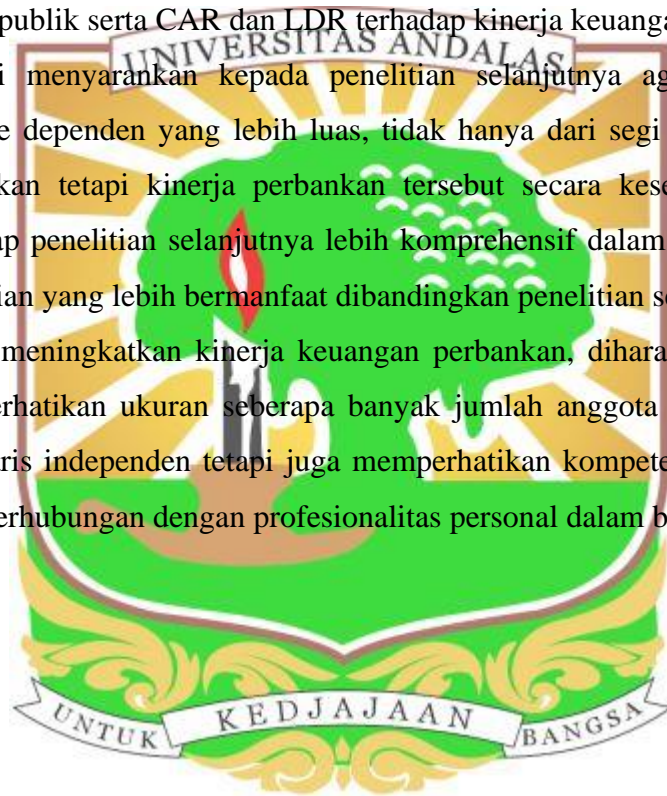 publik serta CAR dan LDR terhadap kinerja keuanga
UNIVERSITAS ANDALAS
i menyarankan kepada penelitian selanjutnya ag
e dependen yang lebih luas, tidak hanya dari segi
kan tetapi kinerja perbankan tersebut secara kese
ap penelitian selanjutnya lebih komprehensif dalam
ian yang lebih bermanfaat dibandingkan penelitian se
meningkatkan kinerja keuangan perbankan, dihara
erhatikan ukuran seberapa banyak jumlah anggota
ris independen tetapi juga memperhatikan kompete
erhubungan dengan profesionalitas personal dalam b
UNTUK KEDJAJAAN BANGSA